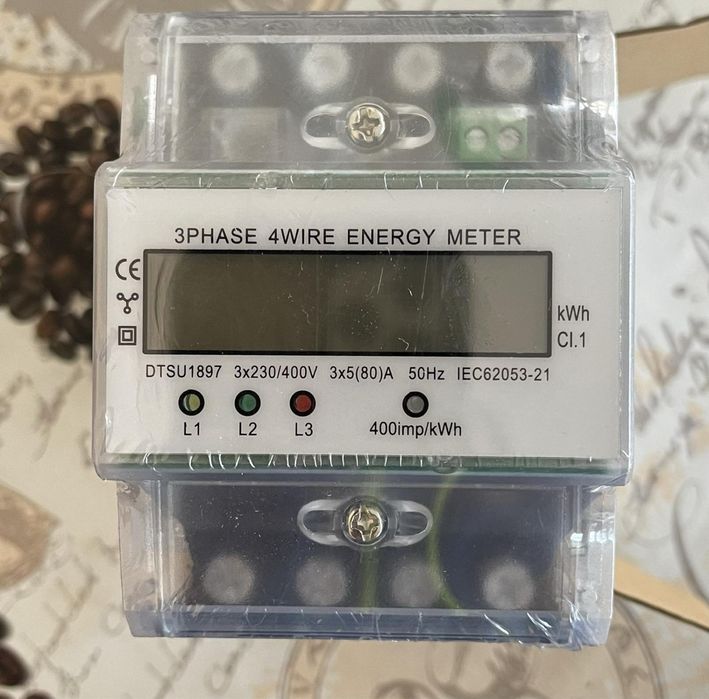 3PHASE 4WIRE ENERGY METER
CE
kWh
Cl.1
DTSU1897 3x230/400V 3x5(80)A 50Hz IEC62053-21
L1 L2 L3 400imp/kWh